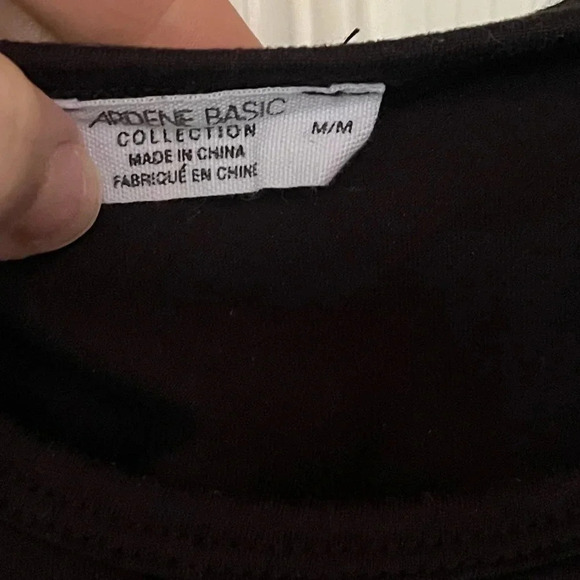 ARDENE BASIC
COLLECTION M/M
MADE IN CHINA
FABRIQUÉ EN CHINE